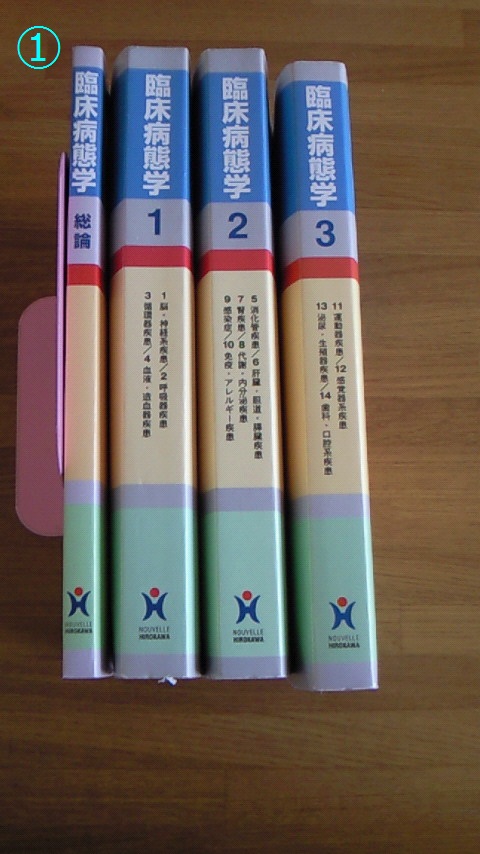 ①
臨床病態学
総論
NOUVELLE
HIROKAWA
臨床病態学
1
1 脳・神経系疾患/2 呼吸器疾患
3 循環器疾患/4 血液・造血器疾患
NOUVELLE
HIROKAWA
臨床病態学
2
5 消化管疾患/6 肝臓・胆道・膵臓疾患
7 腎疾患/8 代謝・内分泌疾患
9 感染症/10 免疫・アレルギー疾患
NOUVELLE
HIROKAWA
臨床病態学
3
11 運動器疾患/12 感覚器系疾患
13 泌尿・生殖器疾患/14 歯科・口腔系疾患
NOUVELLE
HIROKAWA